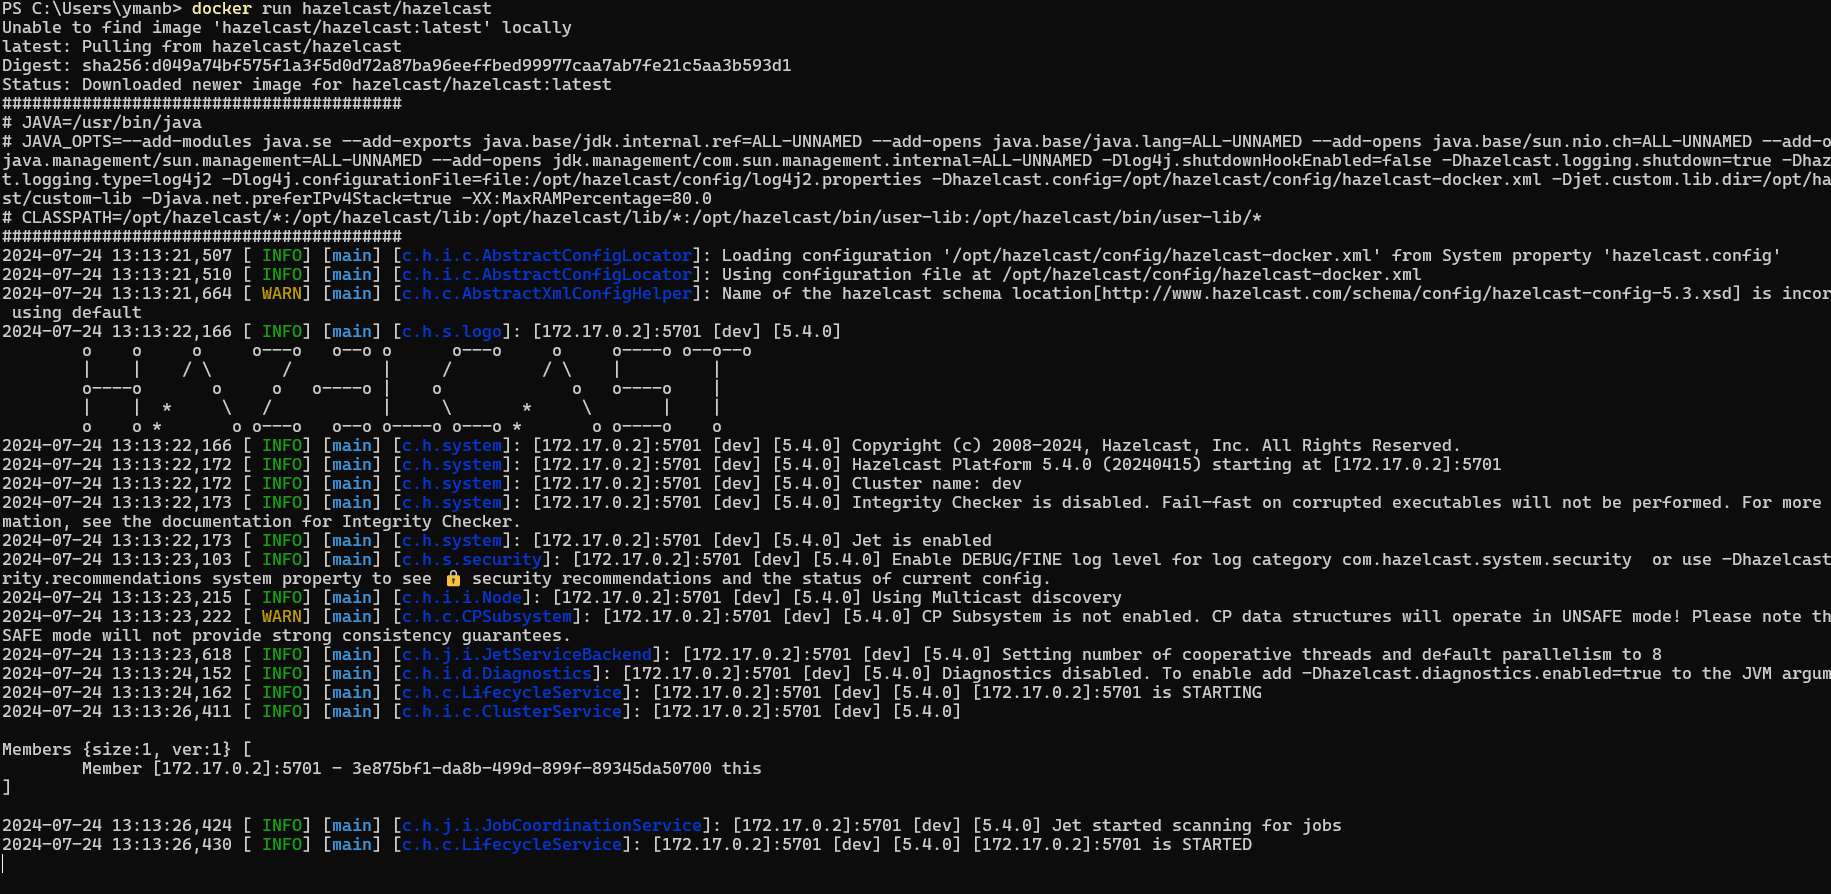 PS C:\Users\ymanb> docker run hazelcast/hazelcast
Unable to find image 'hazelcast/hazelcast:latest' locally
latest: Pulling from hazelcast/hazelcast
Digest: sha256:d049a74bf575f1a3f5d0d72a87ba96eeffbed99977caa7ab7fe21c5aa3b593d1
Status: Downloaded newer image for hazelcast/hazelcast:latest
########################################
# JAVA=/usr/bin/java
# JAVA_OPTS=--add-modules java.se --add-exports java.base/jdk.internal.ref=ALL-UNNAMED --add-opens java.base/java.lang=ALL-UNNAMED --add-opens java.base/sun.nio.ch=ALL-UNNAMED --add-o
java.management/sun.management=ALL-UNNAMED --add-opens jdk.management/com.sun.management.internal=ALL-UNNAMED -Dlog4j.shutdownHookEnabled=false -Dhazelcast.logging.shutdown=true -Dhaz
t.logging.type=log4j2 -Dlog4j.configurationFile=file:/opt/hazelcast/config/log4j2.properties -Dhazelcast.config=/opt/hazelcast/config/hazelcast-docker.xml -Djet.custom.lib.dir=/opt/ha
st/custom-lib -Djava.net.preferIPv4Stack=true -XX:MaxRAMPercentage=80.0
# CLASSPATH=/opt/hazelcast/*:/opt/hazelcast/lib:/opt/hazelcast/lib/*:/opt/hazelcast/bin/user-lib:/opt/hazelcast/bin/user-lib/*
########################################
2024-07-24 13:13:21,507 [ INFO] [main] [c.h.i.c.AbstractConfigLocator]: Loading configuration '/opt/hazelcast/config/hazelcast-docker.xml' from System property 'hazelcast.config'
2024-07-24 13:13:21,510 [ INFO] [main] [c.h.i.c.AbstractConfigLocator]: Using configuration file at /opt/hazelcast/config/hazelcast-docker.xml
2024-07-24 13:13:21,664 [ WARN] [main] [c.h.c.AbstractXmlConfigHelper]: Name of the hazelcast schema location[http://www.hazelcast.com/schema/config/hazelcast-config-5.3.xsd] is incor
 using default
2024-07-24 13:13:22,166 [ INFO] [main] [c.h.s.logo]: [172.17.0.2]:5701 [dev] [5.4.0]
        o    o     o     o---o   o--o o      o---o     o     o----o o--o--o
        |    |    / \       /         |     /         / \    |         |
        o----o       o     o   o----o |    o             o   o----o    |
        |    |  *     \   /           |     \       *     \       |    |
        o    o *       o o---o   o--o o----o o---o *       o o----o    o
2024-07-24 13:13:22,166 [ INFO] [main] [c.h.system]: [172.17.0.2]:5701 [dev] [5.4.0] Copyright (c) 2008-2024, Hazelcast, Inc. All Rights Reserved.
2024-07-24 13:13:22,172 [ INFO] [main] [c.h.system]: [172.17.0.2]:5701 [dev] [5.4.0] Hazelcast Platform 5.4.0 (20240415) starting at [172.17.0.2]:5701
2024-07-24 13:13:22,172 [ INFO] [main] [c.h.system]: [172.17.0.2]:5701 [dev] [5.4.0] Cluster name: dev
2024-07-24 13:13:22,173 [ INFO] [main] [c.h.system]: [172.17.0.2]:5701 [dev] [5.4.0] Integrity Checker is disabled. Fail-fast on corrupted executables will not be performed. For more
mation, see the documentation for Integrity Checker.
2024-07-24 13:13:22,173 [ INFO] [main] [c.h.system]: [172.17.0.2]:5701 [dev] [5.4.0] Jet is enabled
2024-07-24 13:13:23,103 [ INFO] [main] [c.h.s.security]: [172.17.0.2]:5701 [dev] [5.4.0] Enable DEBUG/FINE log level for log category com.hazelcast.system.security  or use -Dhazelcast
rity.recommendations system property to see 🔒 security recommendations and the status of current config.
2024-07-24 13:13:23,215 [ INFO] [main] [c.h.i.i.Node]: [172.17.0.2]:5701 [dev] [5.4.0] Using Multicast discovery
2024-07-24 13:13:23,222 [ WARN] [main] [c.h.c.CPSubsystem]: [172.17.0.2]:5701 [dev] [5.4.0] CP Subsystem is not enabled. CP data structures will operate in UNSAFE mode! Please note th
SAFE mode will not provide strong consistency guarantees.
2024-07-24 13:13:23,618 [ INFO] [main] [c.h.j.i.JetServiceBackend]: [172.17.0.2]:5701 [dev] [5.4.0] Setting number of cooperative threads and default parallelism to 8
2024-07-24 13:13:24,152 [ INFO] [main] [c.h.i.d.Diagnostics]: [172.17.0.2]:5701 [dev] [5.4.0] Diagnostics disabled. To enable add -Dhazelcast.diagnostics.enabled=true to the JVM argum
2024-07-24 13:13:24,162 [ INFO] [main] [c.h.c.LifecycleService]: [172.17.0.2]:5701 [dev] [5.4.0] [172.17.0.2]:5701 is STARTING
2024-07-24 13:13:26,411 [ INFO] [main] [c.h.i.c.ClusterService]: [172.17.0.2]:5701 [dev] [5.4.0]

Members {size:1, ver:1} [
        Member [172.17.0.2]:5701 - 3e875bf1-da8b-499d-899f-89345da50700 this
]

2024-07-24 13:13:26,424 [ INFO] [main] [c.h.j.i.JobCoordinationService]: [172.17.0.2]:5701 [dev] [5.4.0] Jet started scanning for jobs
2024-07-24 13:13:26,430 [ INFO] [main] [c.h.c.LifecycleService]: [172.17.0.2]:5701 [dev] [5.4.0] [172.17.0.2]:5701 is STARTED